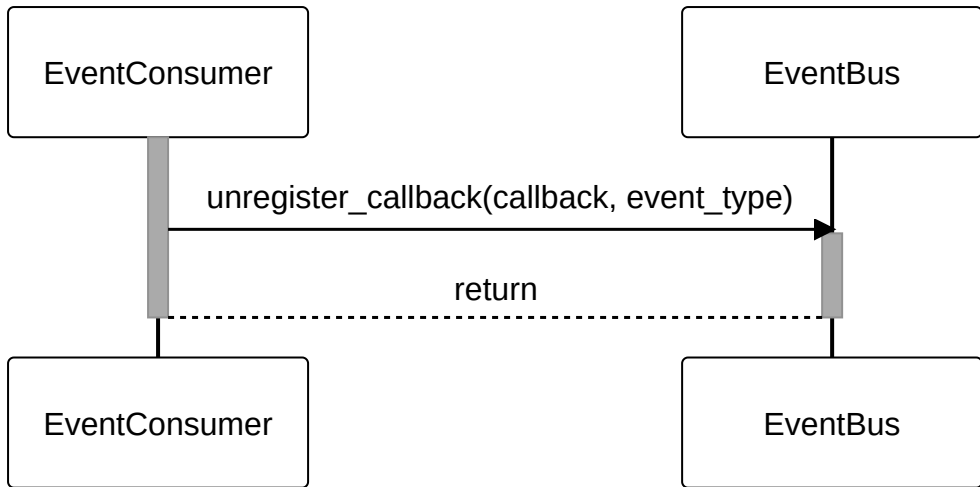 EventConsumer
EventBus
unregister_callback(callback, event_type)
return
EventConsumer
EventBus